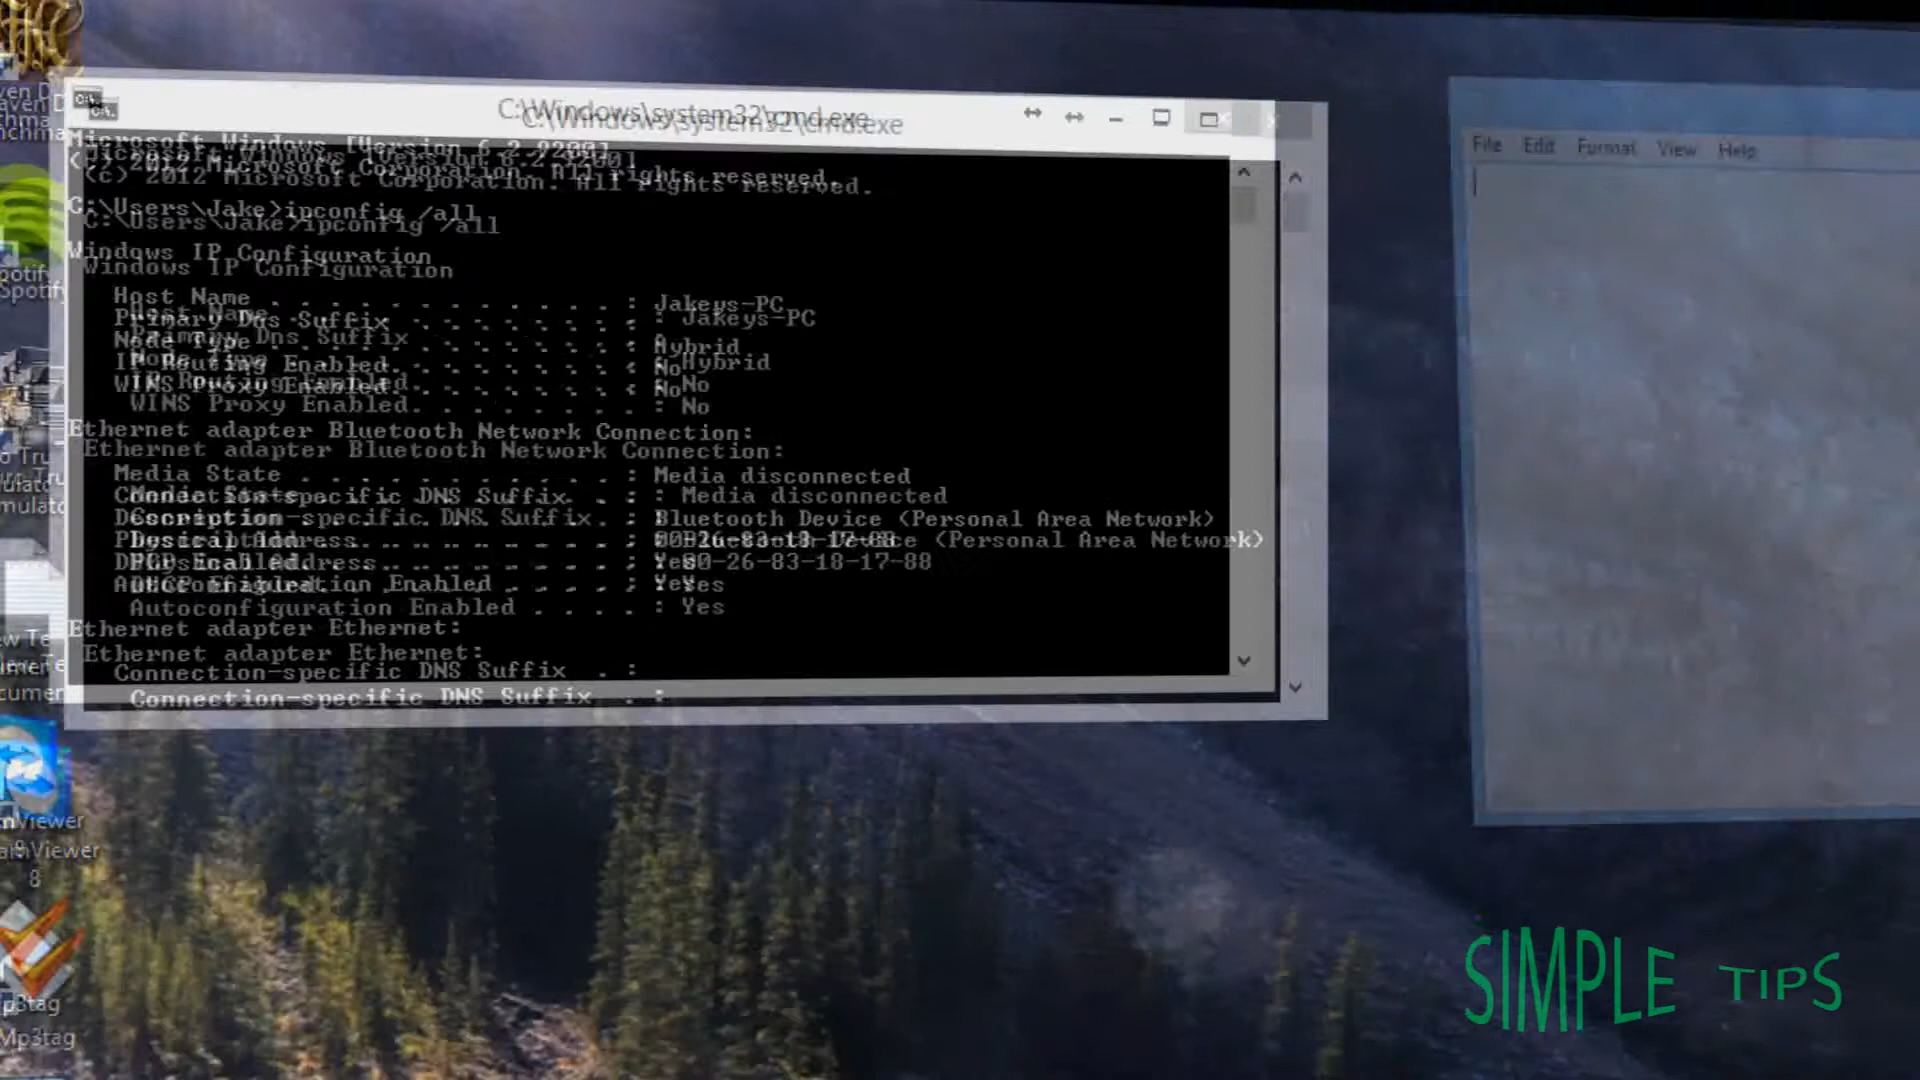 C:\Windows\system32\cmd.exe
Microsoft Windows [Version 6.2.9200]
(c) 2012 Microsoft Corporation. All rights reserved.
C:\Users\Jake>ipconfig /all
Windows IP Configuration
Host Name . . . . . . . . . . . . : Jakeys-PC
Primary Dns Suffix . . . . . . . :
Node Type . . . . . . . . . . . . : Hybrid
IP Routing Enabled. . . . . . . . : No
WINS Proxy Enabled. . . . . . . . : No
Ethernet adapter Bluetooth Network Connection:
Media State . . . . . . . . . . . : Media disconnected
Connection-specific DNS Suffix . :
Description . . . . . . . . . . . : Bluetooth Device (Personal Area Network)
Physical Address. . . . . . . . . : 00-26-83-18-17-88
DHCP Enabled. . . . . . . . . . . : Yes
Autoconfiguration Enabled . . . . : Yes
Ethernet adapter Ethernet:
Connection-specific DNS Suffix . :
File Edit Format View Help
Spotify
8
Mp3tag
SIMPLE TIPS